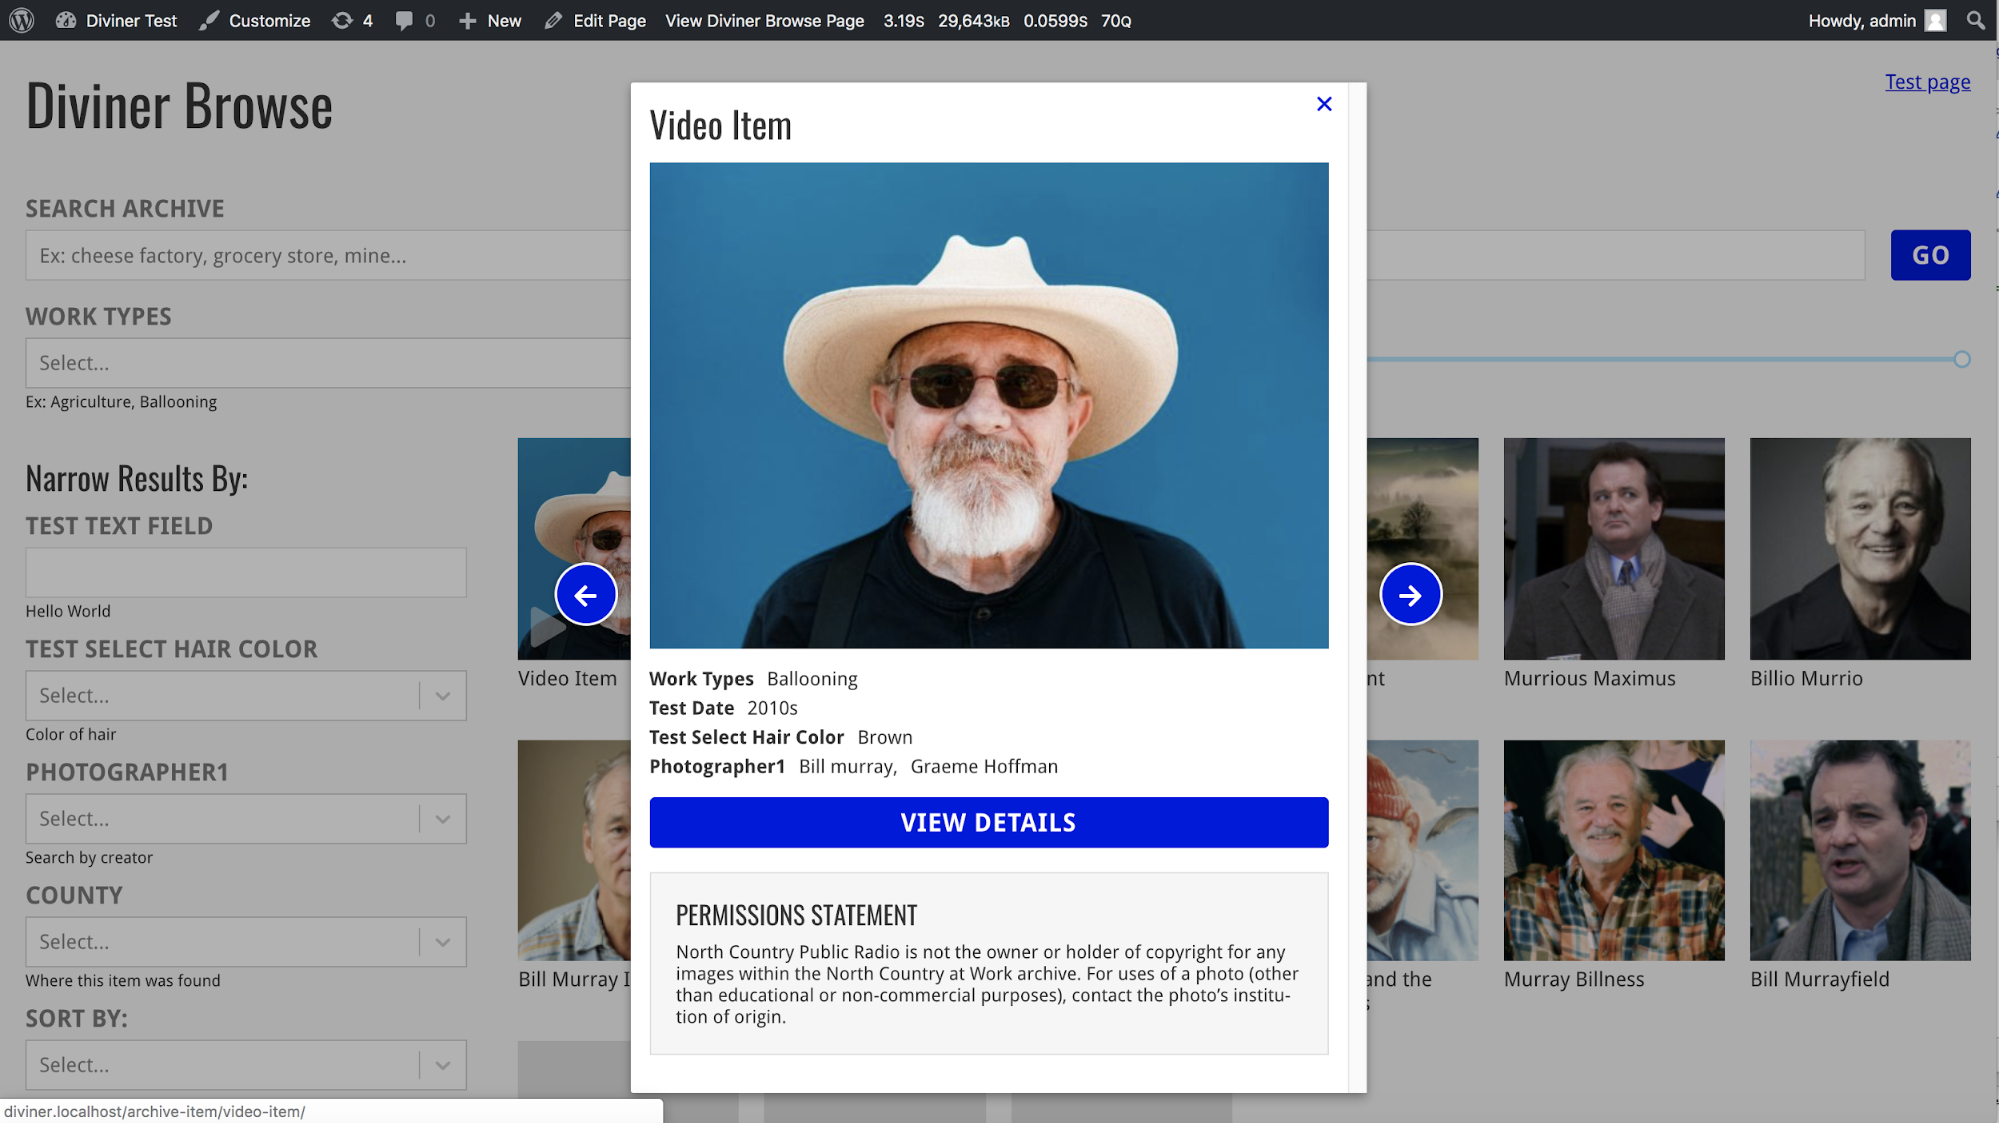 Diviner Test Customize 4 0 New Edit Page View Diviner Browse Page 3.19S 29,643KB 0.0599S 70Q Howdy, admin
Diviner Browse
Test page
SEARCH ARCHIVE
Ex: cheese factory, grocery store, mine...
GO
WORK TYPES
Select...
Ex: Agriculture, Ballooning
Narrow Results By:
TEST TEXT FIELD
Hello World
TEST SELECT HAIR COLOR
Select...
Color of hair
PHOTOGRAPHER1
Select...
Search by creator
COUNTY
Select...
Where this item was found
SORT BY:
Select...
Video Item
Work Types Ballooning
Test Date 2010s
Test Select Hair Color Brown
Photographer1 Bill murray, Graeme Hoffman
VIEW DETAILS
PERMISSIONS STATEMENT
North Country Public Radio is not the owner or holder of copyright for any
images within the North Country at Work archive. For uses of a photo (other
than educational or non-commercial purposes), contact the photo’s institu-
tion of origin.
Video Item
nt
Murrious Maximus
Billio Murrio
Bill Murray I
and the
Murray Billness
Bill Murrayfield
diviner.localhost/archive-item/video-item/